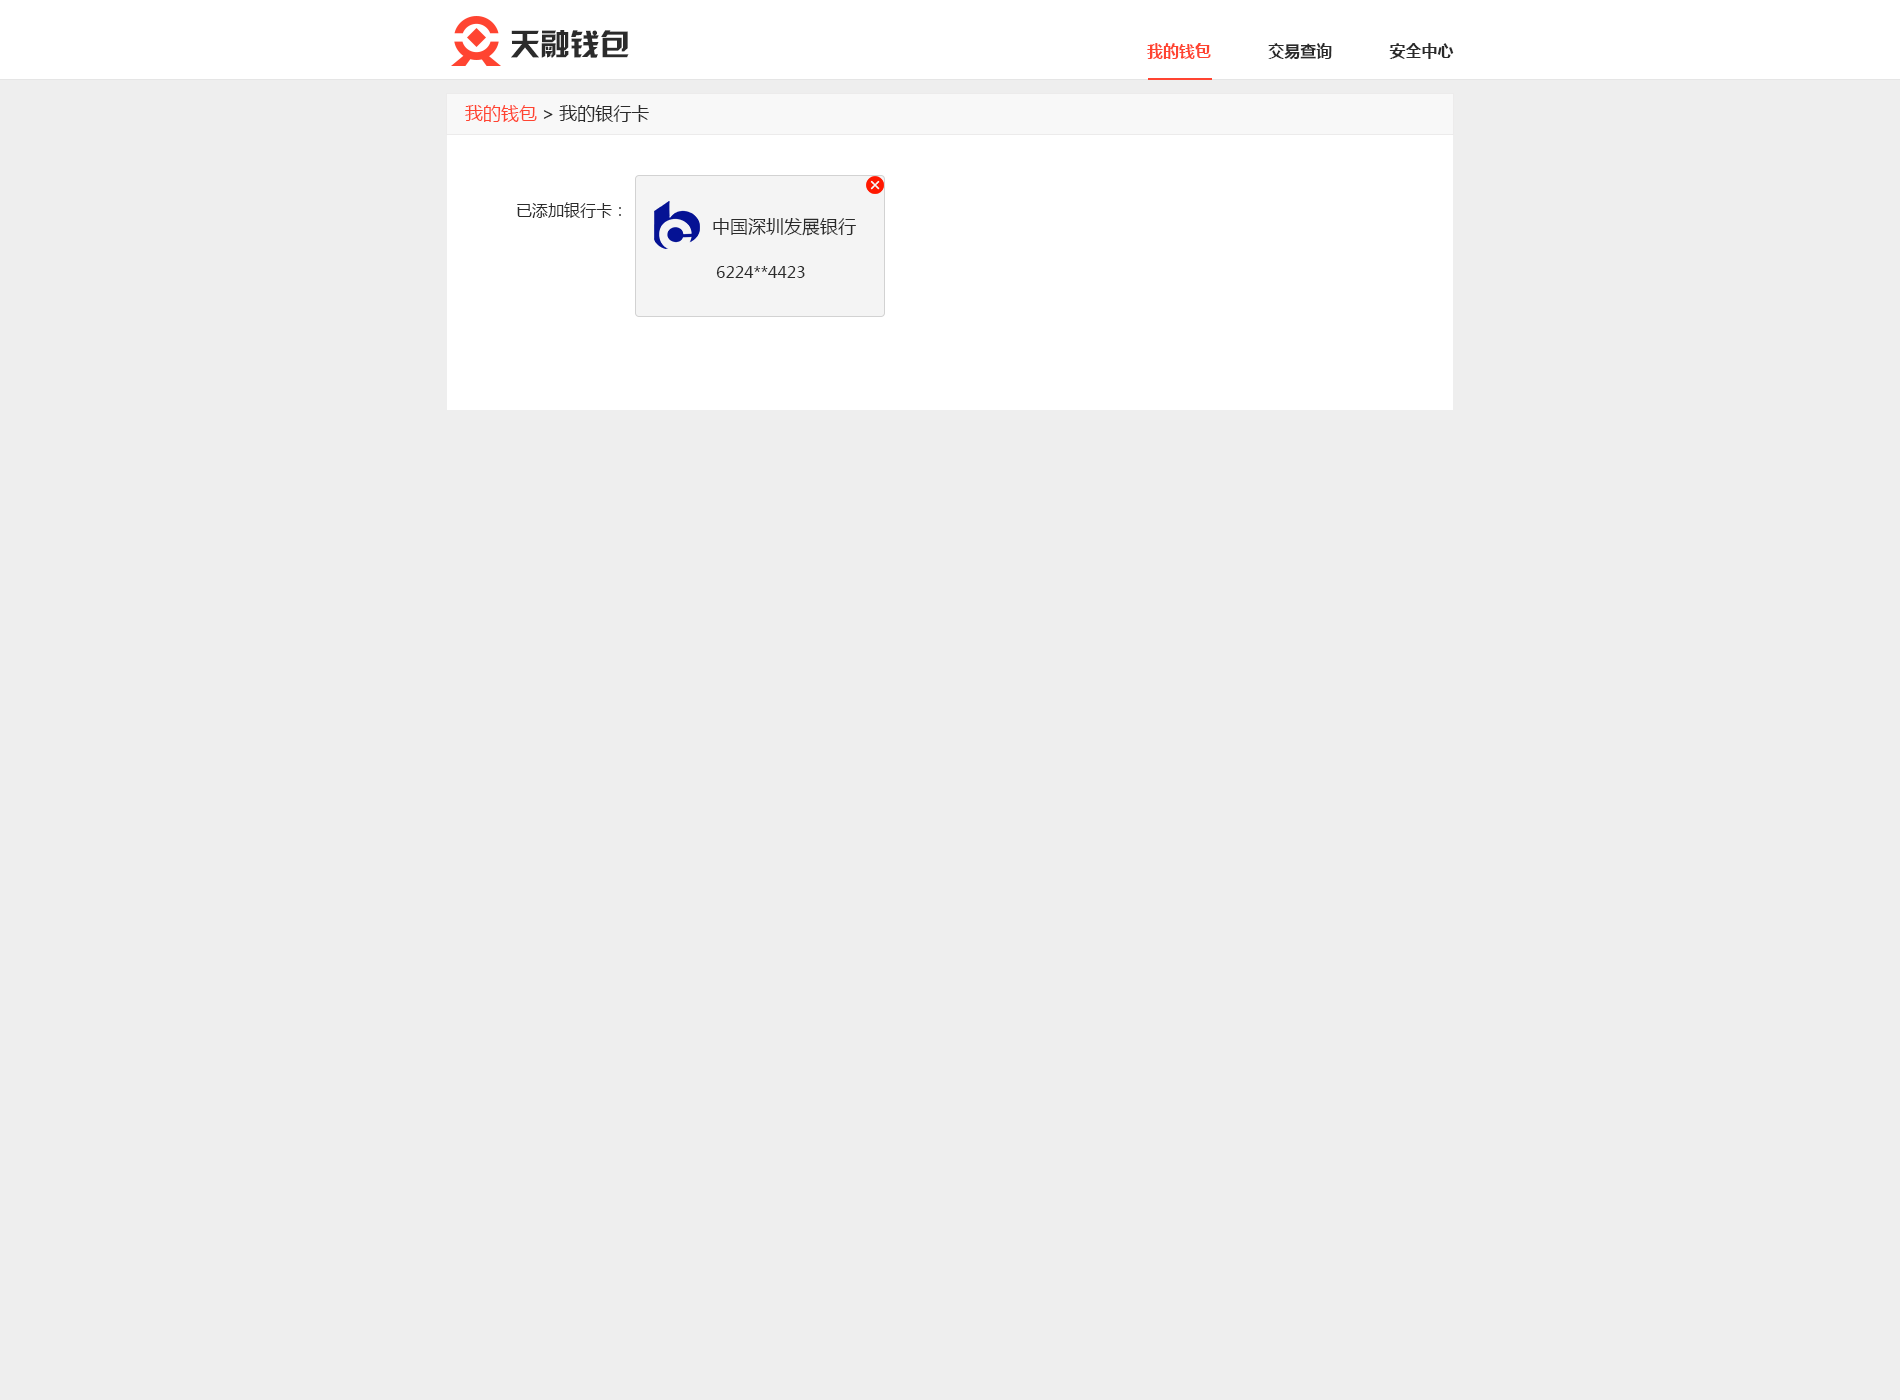 天融钱包
我的钱包 交易查询 安全中心
我的钱包 > 我的银行卡
已添加银行卡：
中国深圳发展银行
6224**4423